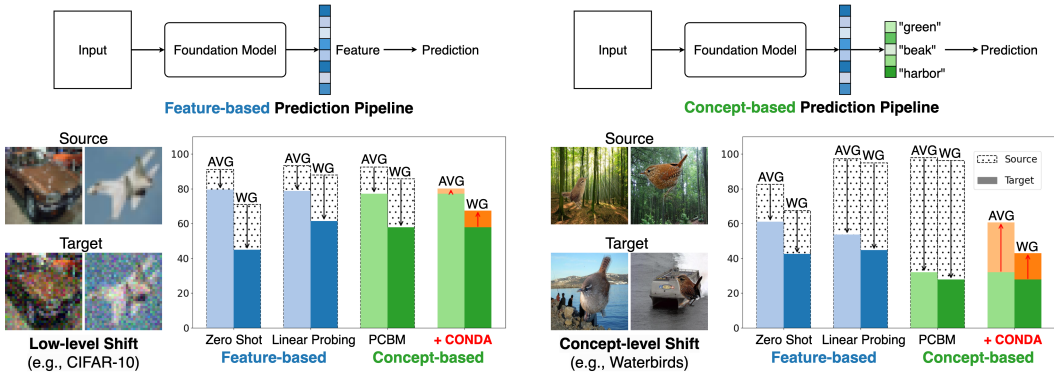 Input
Foundation Model
Feature
Prediction
Feature-based Prediction Pipeline
Input
Foundation Model
"green"
"beak"
"harbor"
Prediction
Concept-based Prediction Pipeline
Source
Target
Low-level Shift
(e.g., CIFAR-10)
100
80
60
40
20
0
AVG
WG
AVG
WG
AVG
WG
AVG
WG
Zero Shot
Linear Probing
PCBM
+ CONDA
Feature-based
Concept-based
Source
Target
Concept-level Shift
(e.g., Waterbirds)
100
80
60
40
20
0
AVG
WG
AVG
WG
AVG
WG
AVG
WG
Source
Target
Zero Shot
Linear Probing
PCBM
+ CONDA
Feature-based
Concept-based